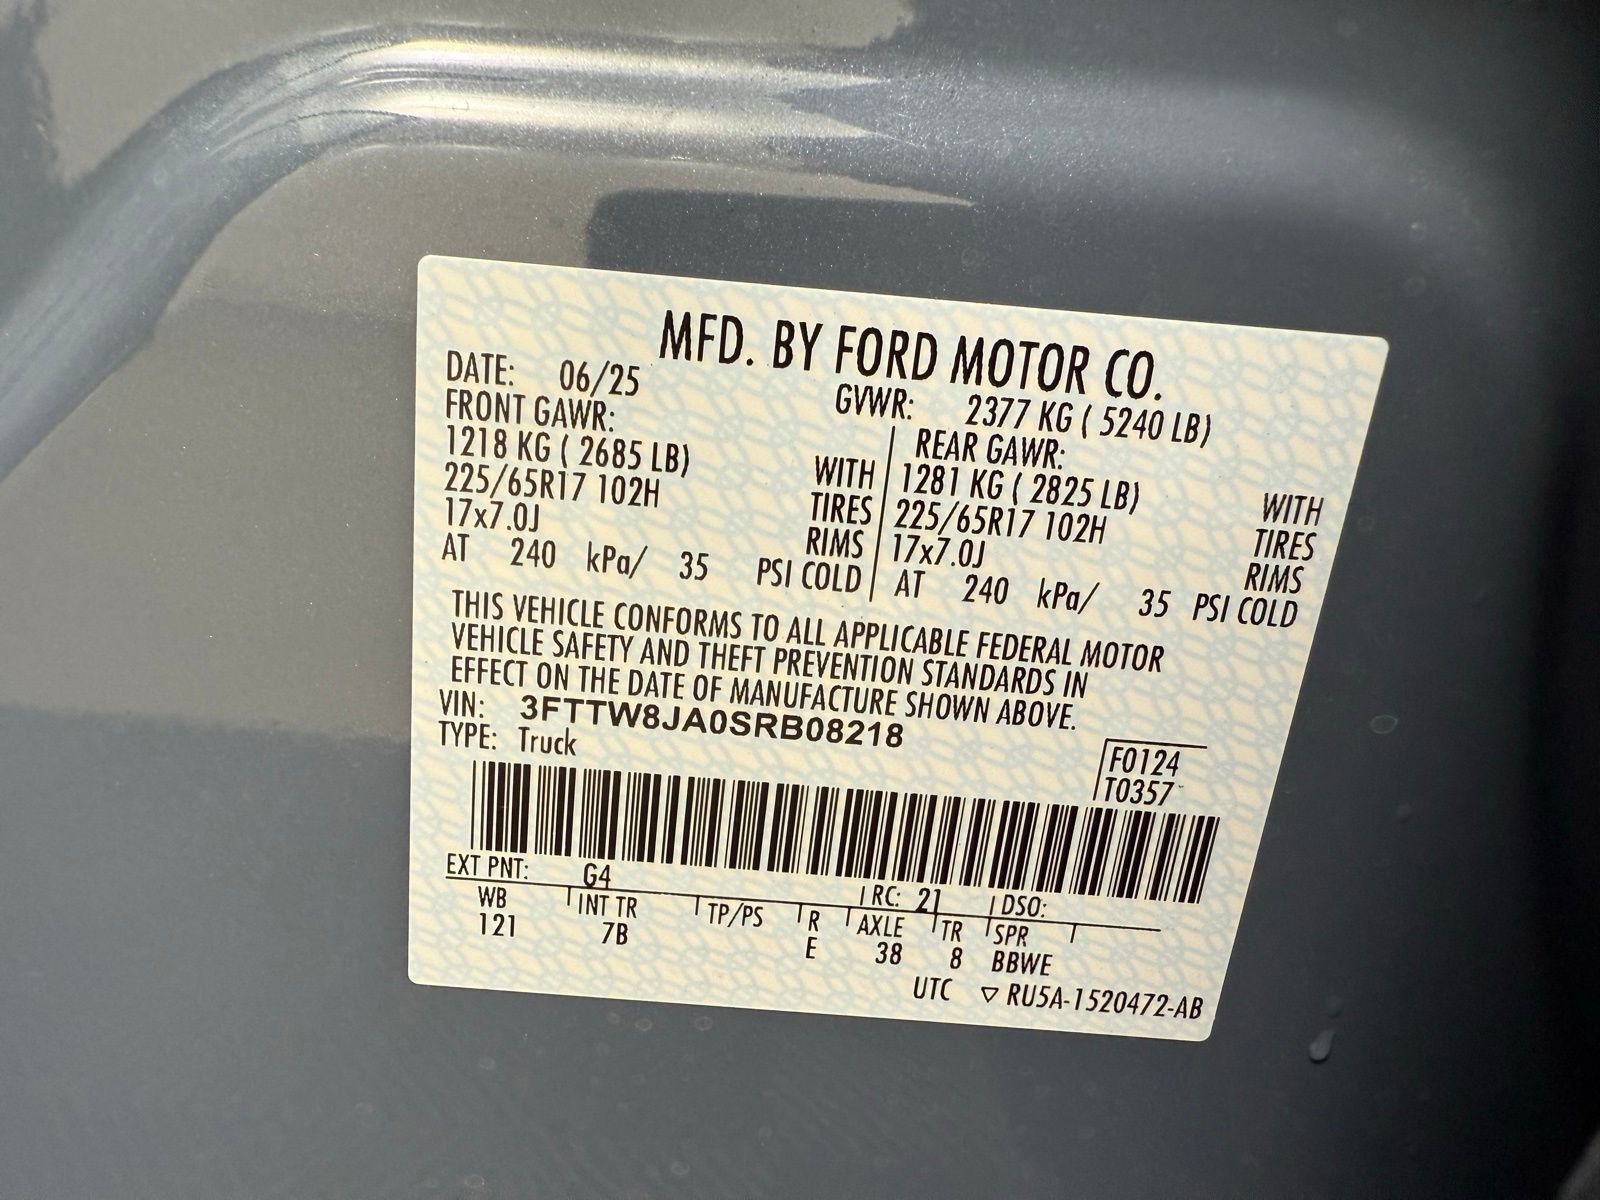 MFD. BY FORD MOTOR CO.
DATE: 06/25 GVWR: 2377 KG ( 5240 LB)
FRONT GAWR: REAR GAWR:
1218 KG ( 2685 LB) WITH 1281 KG ( 2825 LB) WITH
225/65R17 102H TIRES 225/65R17 102H TIRES
17x7.0J RIMS 17x7.0J RIMS
AT 240 kPa/ 35 PSI COLD AT 240 kPa/ 35 PSI COLD
THIS VEHICLE CONFORMS TO ALL APPLICABLE FEDERAL MOTOR
VEHICLE SAFETY AND THEFT PREVENTION STANDARDS IN
EFFECT ON THE DATE OF MANUFACTURE SHOWN ABOVE.
VIN: 3FTTW8JA0SRB08218
TYPE: Truck
F0124
T0357
EXT PNT: G4 RC: 21 DSO:
WB INT TR TP/PS R AXLE TR SPR
121 7B E 38 8 BBWE
UTC ▽ RU5A-1520472-AB